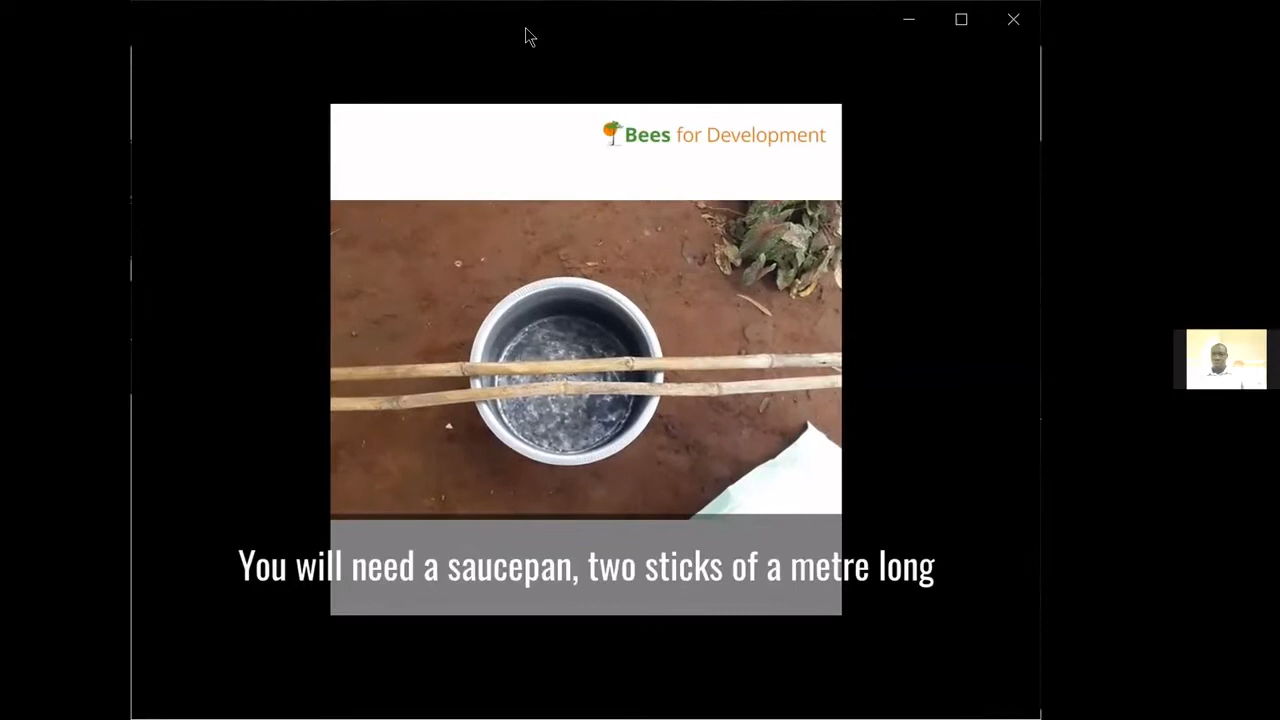 Bees for Development
You will need a saucepan, two sticks of a metre long